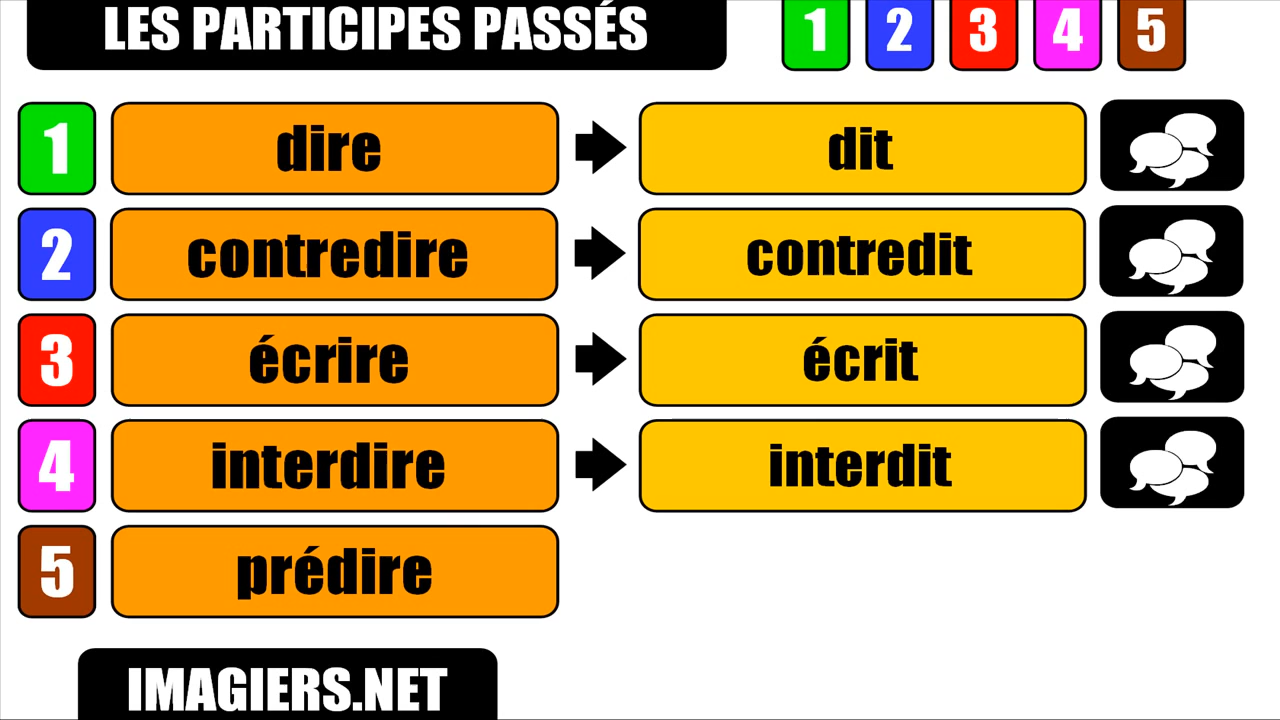 LES PARTICIPES PASSÉS 1 2 3 4 5
1 dire dit
2 contredire contredit
3 écrire écrit
4 interdire interdit
5 prédire
IMAGIERS.NET